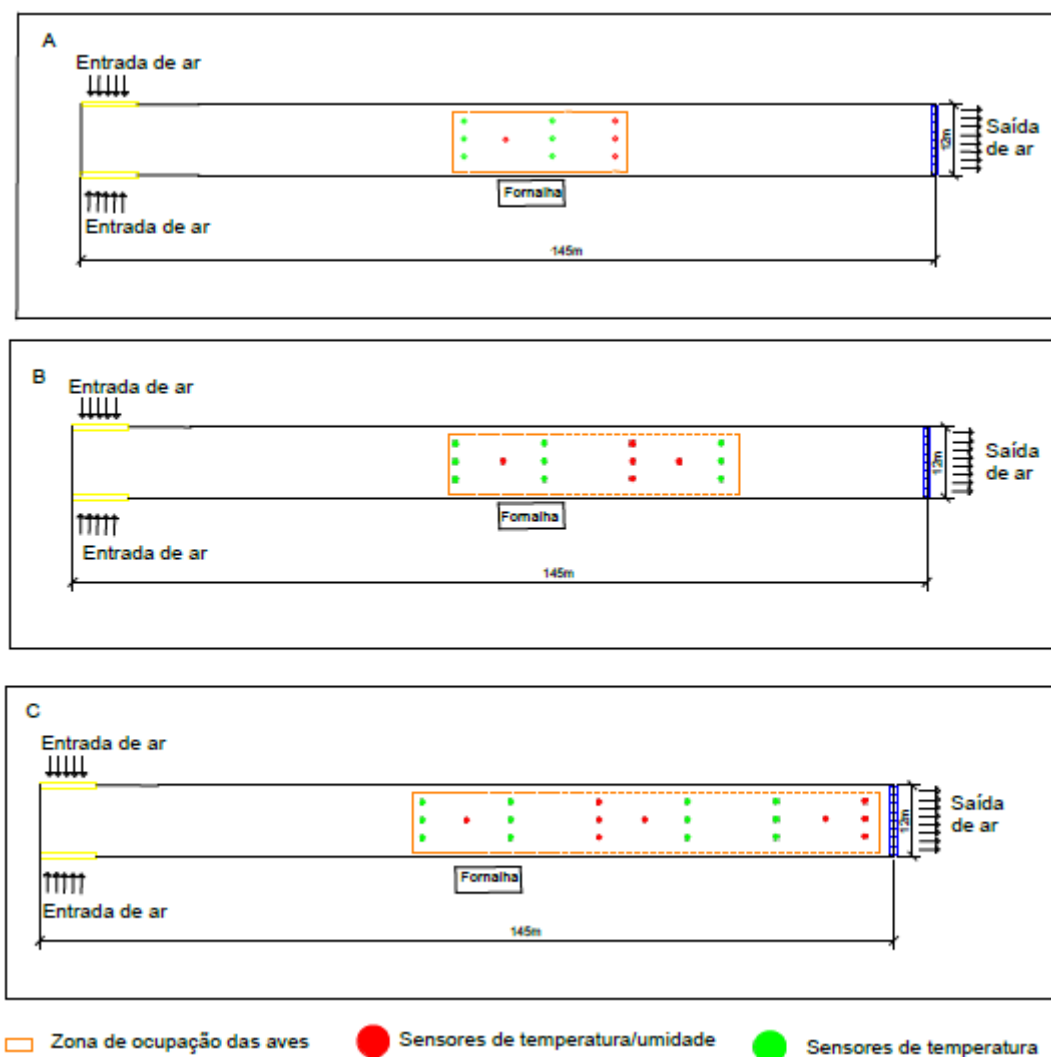 A
Entrada de ar
Saída
de ar
12m
Fornalha
Entrada de ar
145m
B
Entrada de ar
Saída
de ar
12m
Fornalha
Entrada de ar
145m
C
Entrada de ar
Saída
de ar
12m
Fornalha
Entrada de ar
145m
Zona de ocupação das aves
Sensores de temperatura/umidade
Sensores de temperatura